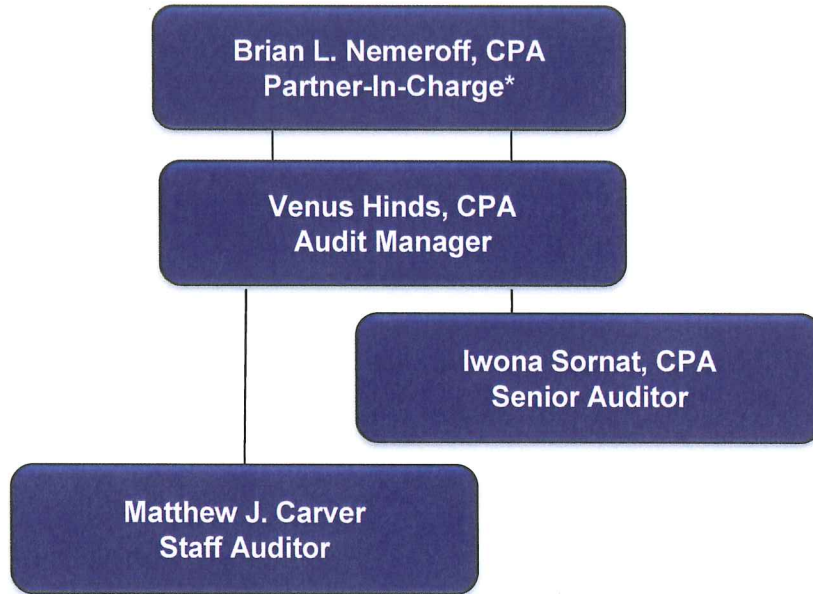 Brian L. Nemeroff, CPA
Partner-In-Charge*
Venus Hinds, CPA
Audit Manager
Iwona Sornat, CPA
Senior Auditor
Matthew J. Carver
Staff Auditor